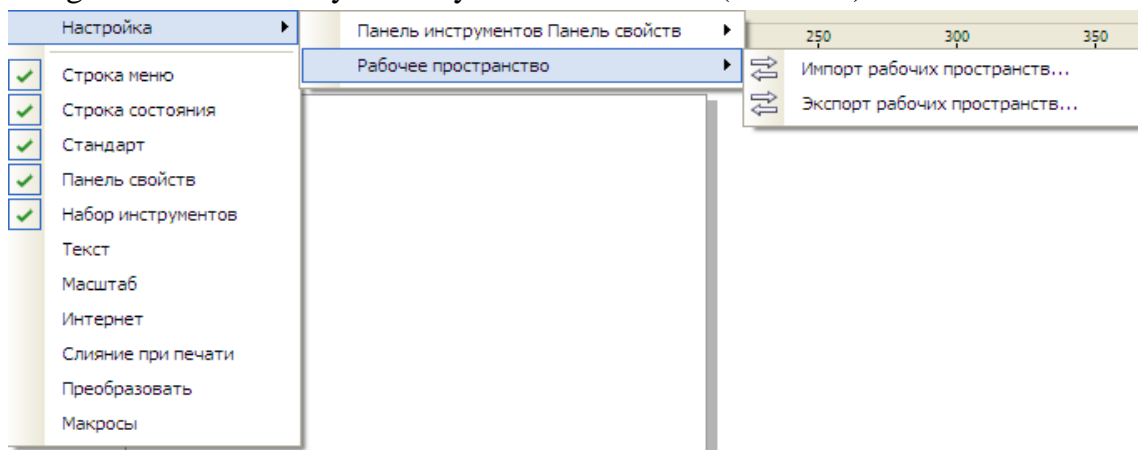 Настройка
Панель инструментов Панель свойств
250 300 350
Рабочее пространство
Импорт рабочих пространств...
Экспорт рабочих пространств...
Строка меню
Строка состояния
Стандарт
Панель свойств
Набор инструментов
Текст
Масштаб
Интернет
Слияние при печати
Преобразовать
Макросы